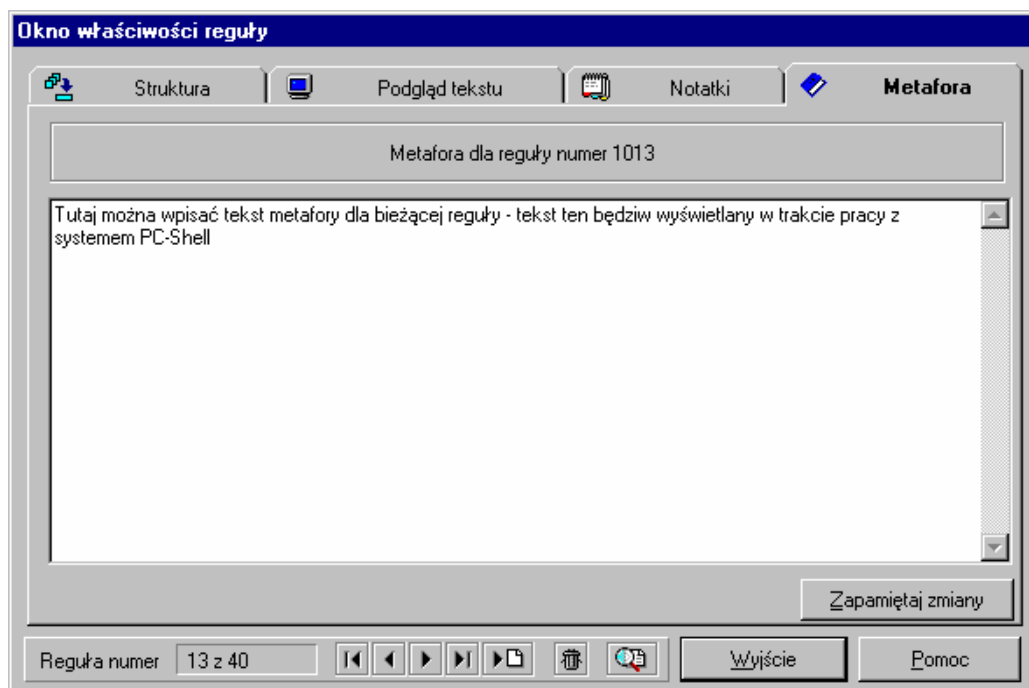 Okno właściwości reguły
Struktura
Podgląd tekstu
Notatki
Metafora
Metafora dla reguły numer 1013
Tutaj można wpisać tekst metafory dla bieżącej reguły - tekst ten będziw wyświetlany w trakcie pracy z
systemem PC-Shell
Zapamiętaj zmiany
Reguła numer
13 z 40
Wyjście
Pomoc